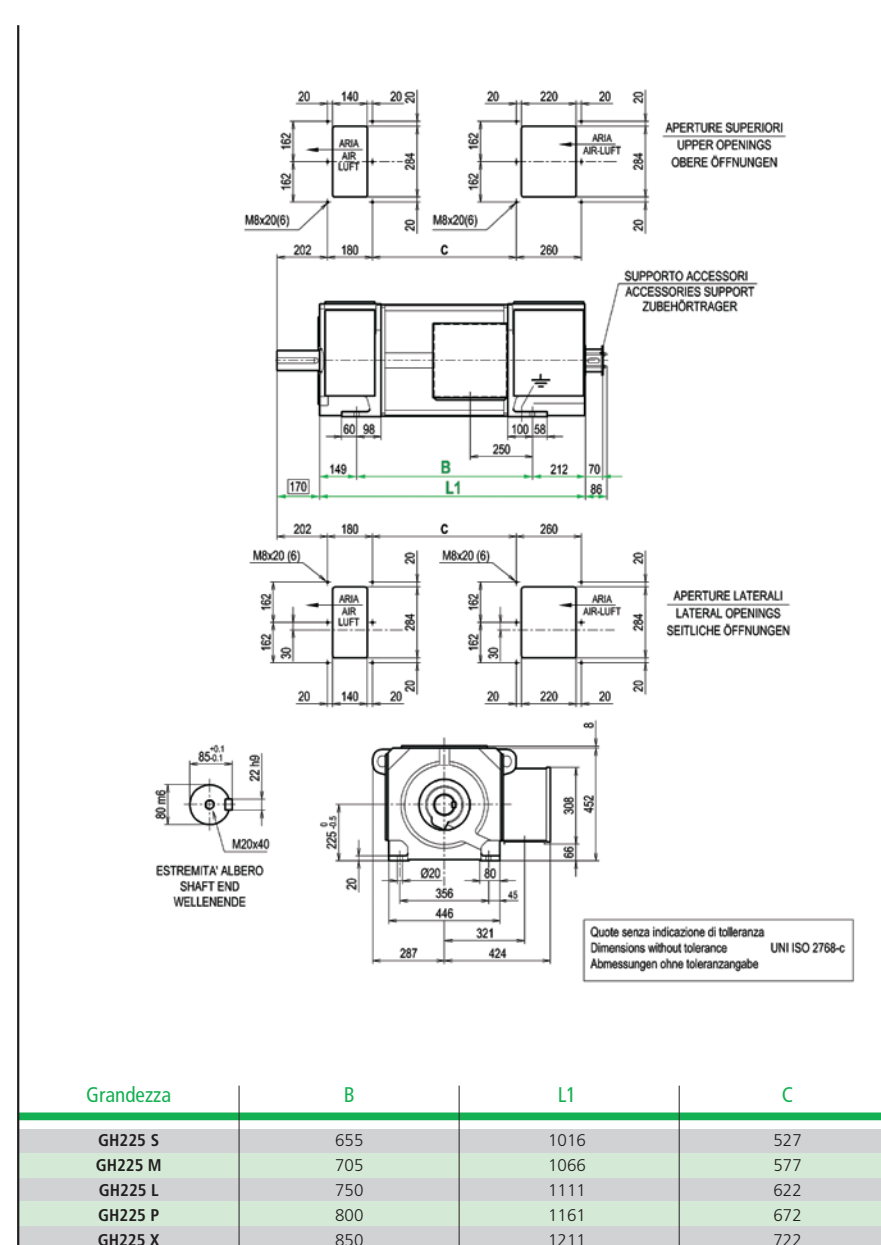 20 140 20 20
20 220 20 20
162
162
ARIA
AIR
LUFT
284
20
M8x20(6)
162
162
ARIA
AIR-LUFT
284
20
M8x20(6)
APERTURE SUPERIORI
UPPER OPENINGS
OBERE ÖFFNUNGEN
202 180 C 260
SUPPORTO ACCESSORI
ACCESSORIES SUPPORT
ZUBEHÖRTRAGER
60 98 100 58
250
149 B 212 70
170 L1 86
202 180 C 260
M8x20 (6)
20
M8x20 (6)
20
162
162
30
ARIA
AIR
LUFT
284
20
162
162
30
ARIA
AIR-LUFT
284
20
APERTURE LATERALI
LATERAL OPENINGS
SEITLICHE ÖFFNUNGEN
20 140 20
20 220 20
85 +0.1 -0.1
22 h9
80 m6
M20x40
ESTREMITA' ALBERO
SHAFT END
WELLENENDE
8
308
452
66
225 0 -0.5
20
Ø20 80
356 45
446
321
287 424
Quote senza indicazione di tolleranza
Dimensions without tolerance UNI ISO 2768-c
Abmessungen ohne toleranzangabe
Grandezza B L1 C
GH225 S 655 1016 527
GH225 M 705 1066 577
GH225 L 750 1111 622
GH225 P 800 1161 672
GH225 X 850 1211 722